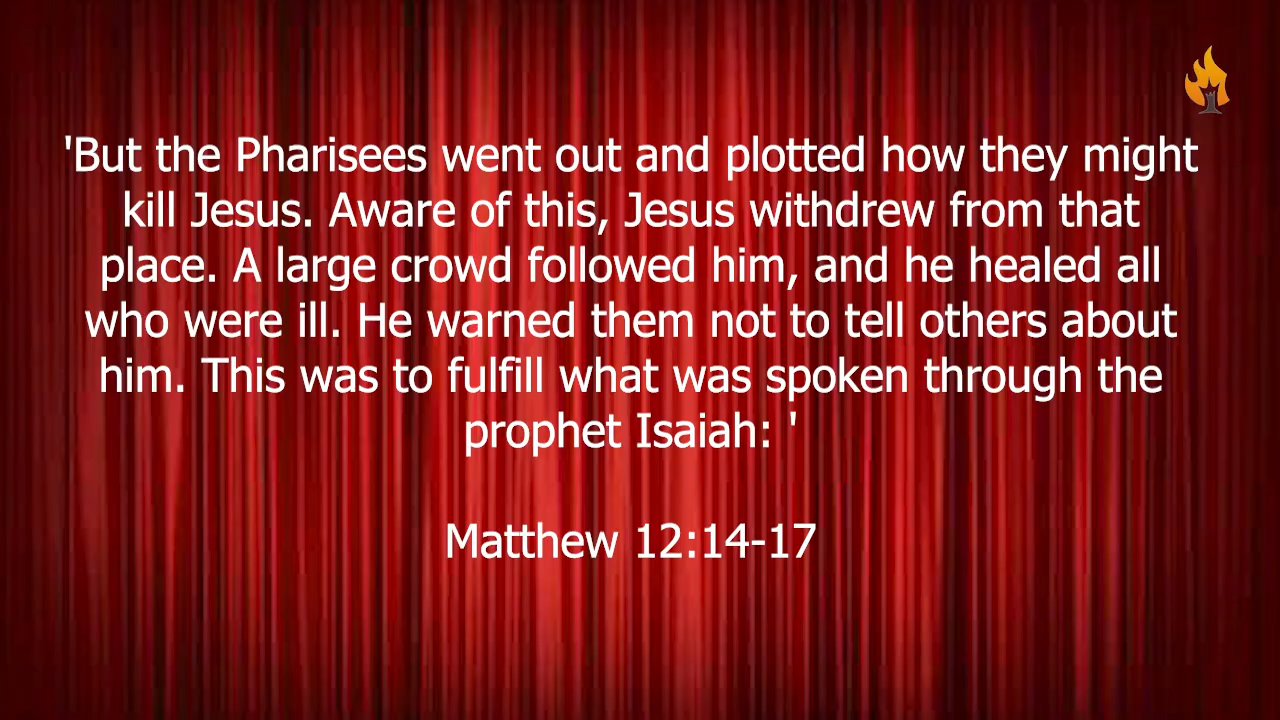 'But the Pharisees went out and plotted how they might
kill Jesus. Aware of this, Jesus withdrew from that
place. A large crowd followed him, and he healed all
who were ill. He warned them not to tell others about
him. This was to fulfill what was spoken through the
prophet Isaiah: '
Matthew 12:14-17